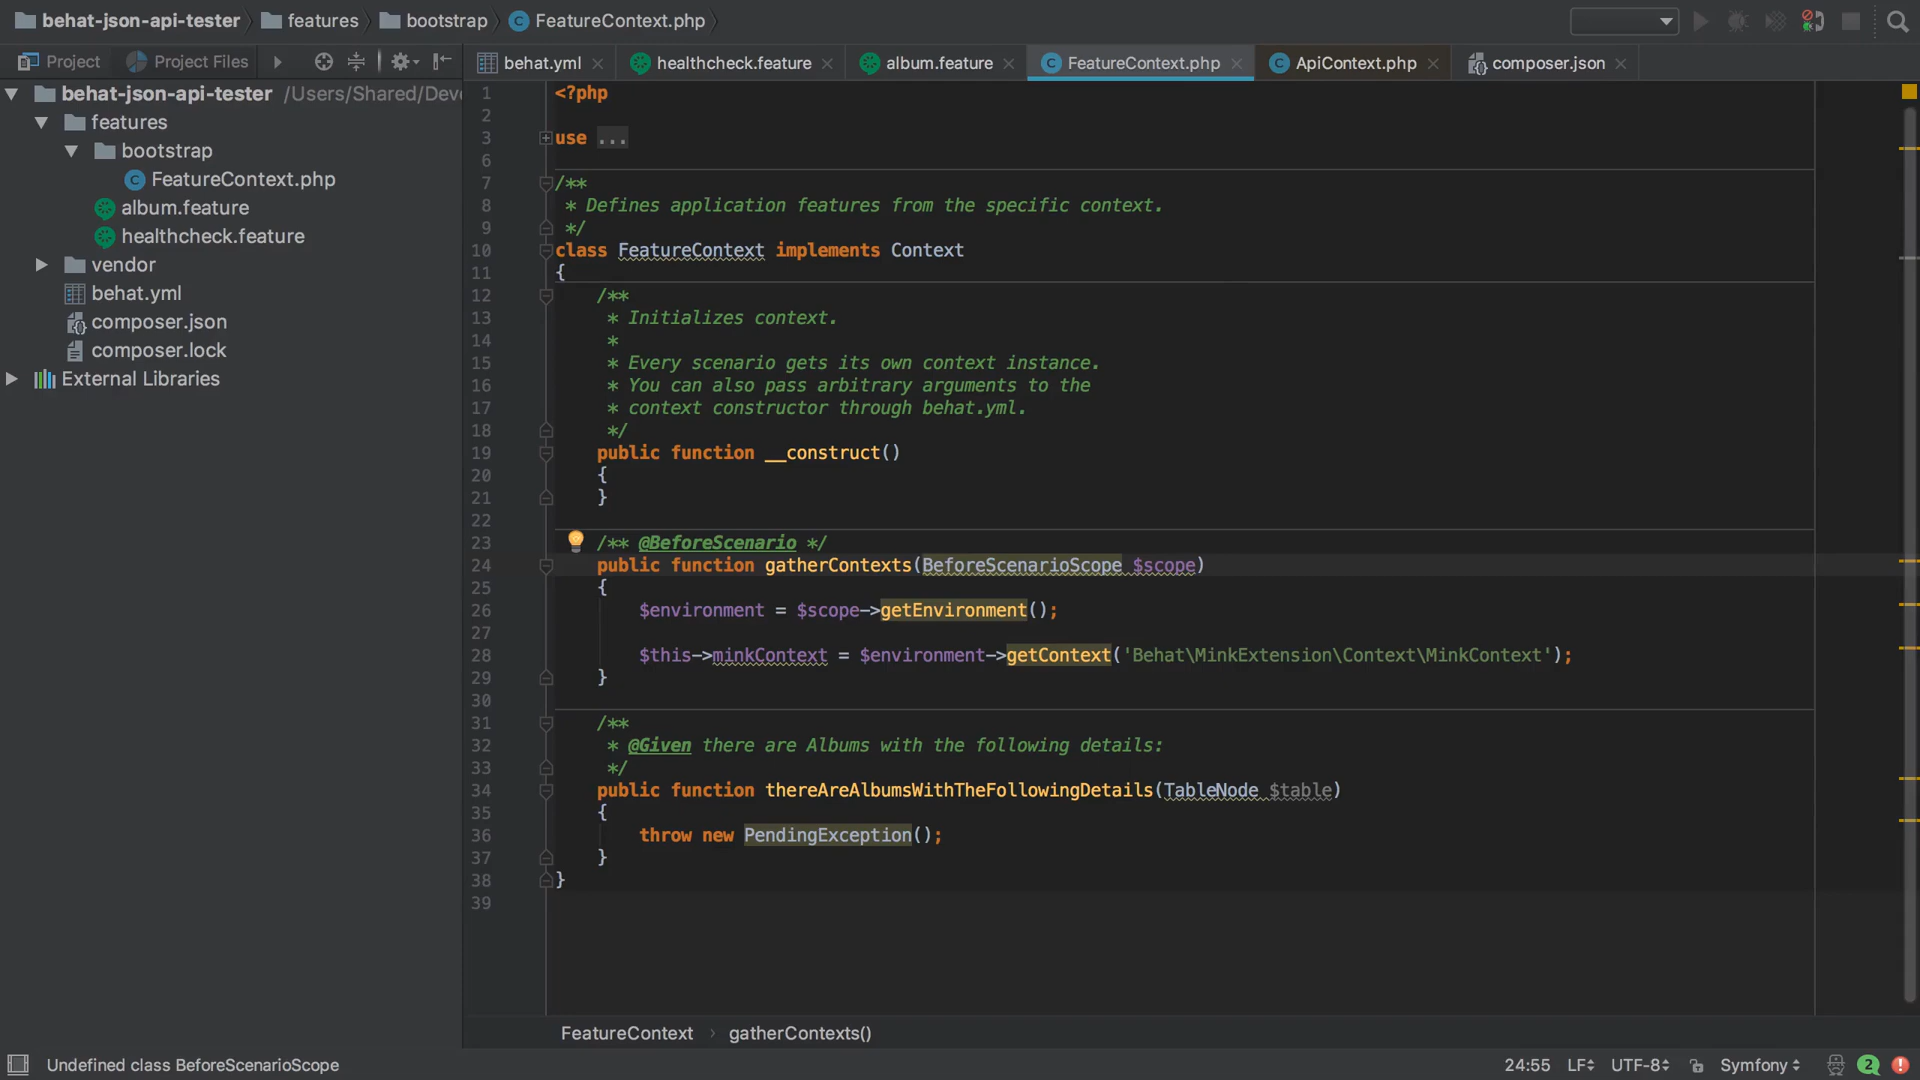 behat-json-api-tester features bootstrap FeatureContext.php
Project Project Files
behat.yml healthcheck.feature album.feature FeatureContext.php ApiContext.php composer.json
behat-json-api-tester /Users/Shared/Deve
features
bootstrap
FeatureContext.php
album.feature
healthcheck.feature
vendor
behat.yml
composer.json
composer.lock
External Libraries
1 <?php
2
3 use ...
6
7 /**
8 * Defines application features from the specific context.
9 */
10 class FeatureContext implements Context
11 {
12 /**
13 * Initializes context.
14 *
15 * Every scenario gets its own context instance.
16 * You can also pass arbitrary arguments to the
17 * context constructor through behat.yml.
18 */
19 public function __construct()
20 {
21 }
22
23 /** @BeforeScenario */
24 public function gatherContexts(BeforeScenarioScope $scope)
25 {
26 $environment = $scope->getEnvironment();
27
28 $this->minkContext = $environment->getContext('Behat\MinkExtension\Context\MinkContext');
29 }
30
31 /**
32 * @Given there are Albums with the following details:
33 */
34 public function thereAreAlbumsWithTheFollowingDetails(TableNode $table)
35 {
36 throw new PendingException();
37 }
38 }
39
FeatureContext gatherContexts()
Undefined class BeforeScenarioScope 24:55 LF UTF-8 Symfony 2